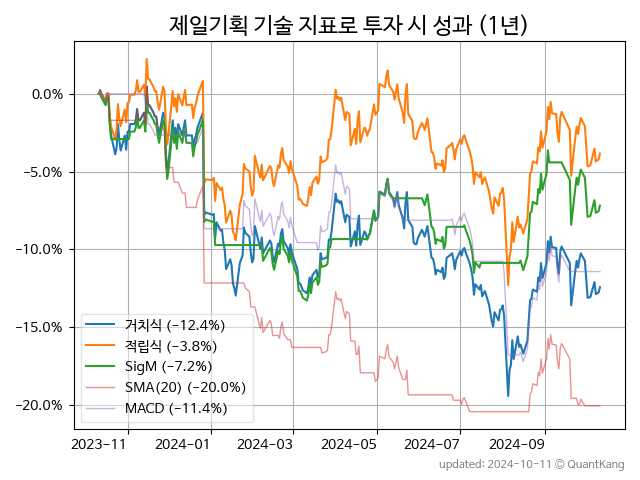 제일기획 기술 지표로 투자 시 성과 (1년)
0.0%
−5.0%
−10.0%
−15.0%
−20.0%
거치식 (−12.4%)
적립식 (−3.8%)
SigM (−7.2%)
SMA(20) (−20.0%)
MACD (−11.4%)
2023−11 2024−01 2024−03 2024−05 2024−07 2024−09
updated: 2024-10-11 © QuantKang